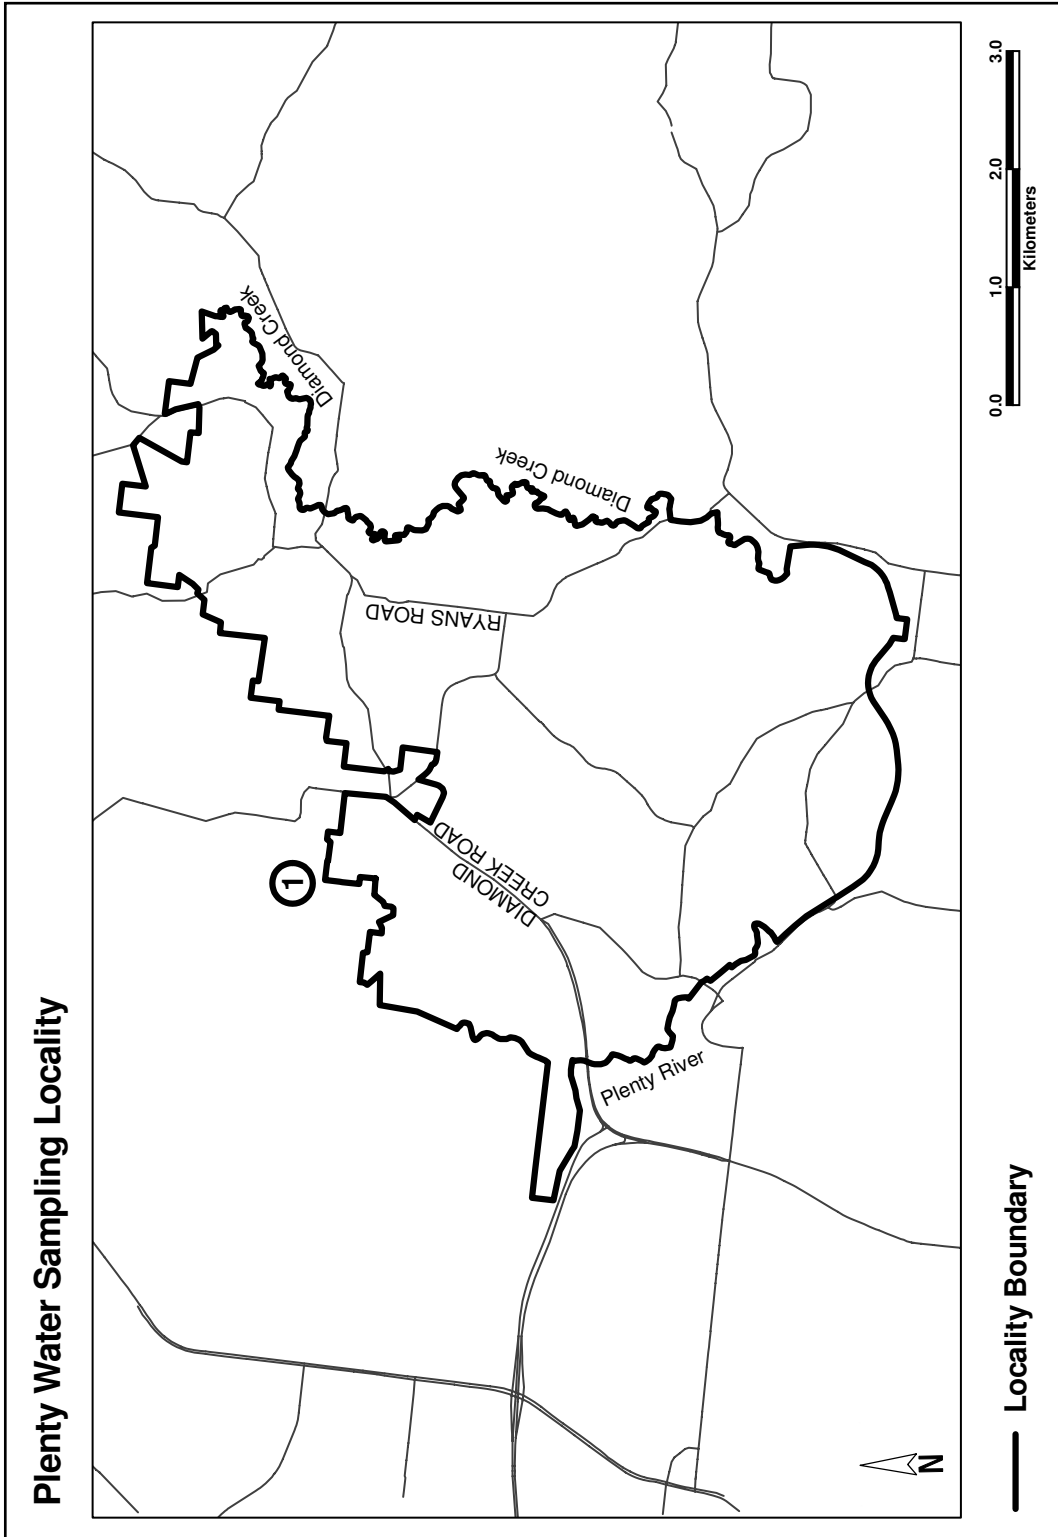 Plenty Water Sampling Locality
1
Diamond Creek
Diamond Creek
RYANS ROAD
DIAMOND
CREEK ROAD
Plenty River
N
Locality Boundary
0.0 1.0 2.0 3.0
Kilometers